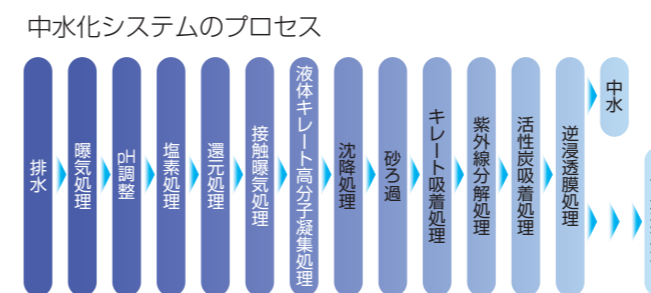 中水化システムのプロセス
排水
曝気処理
pH調整
塩素処理
還元処理
接触曝気処理
液体キレート高分子凝集処理
沈降処理
砂ろ過
キレート吸着処理
紫外線分解処理
活性炭吸着処理
逆浸透膜処理
中水